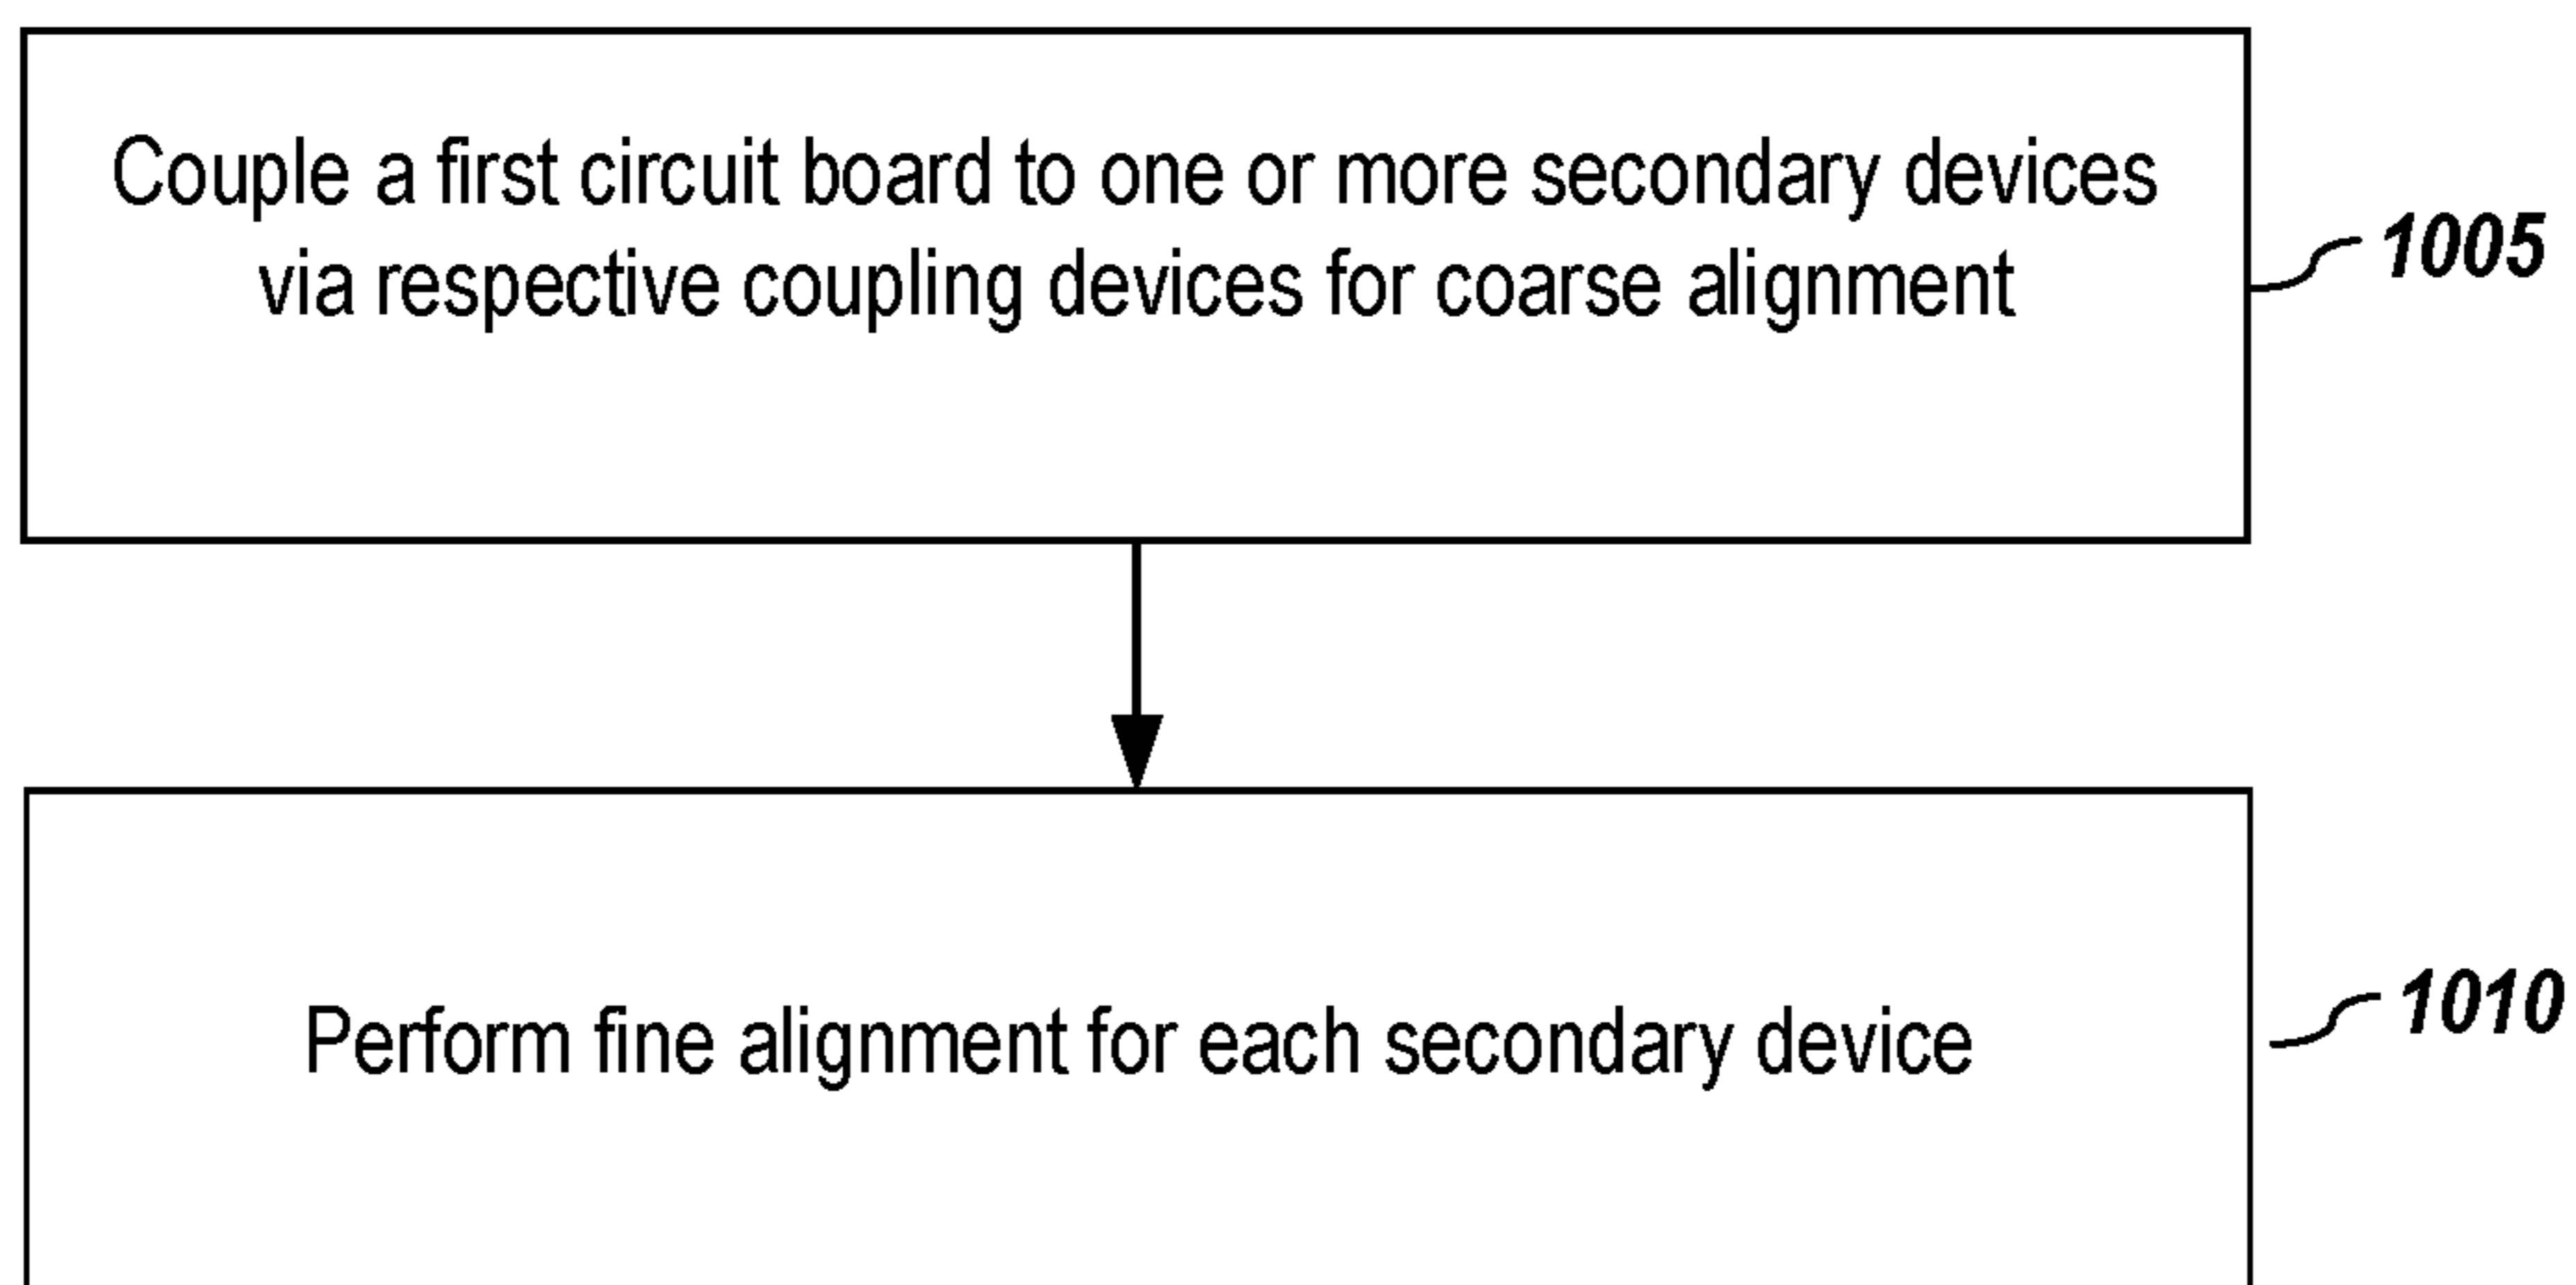 Couple a first circuit board to one or more secondary devices
via respective coupling devices for coarse alignment
1005
Perform fine alignment for each secondary device
1010